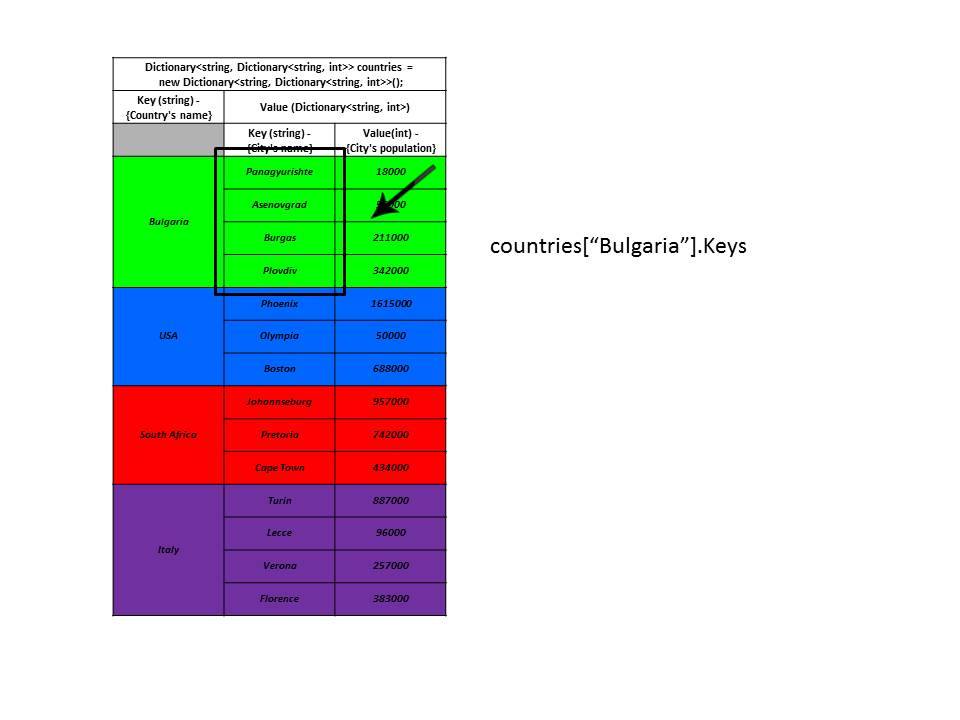 Dictionary<string, Dictionary<string, int>> countries =
new Dictionary<string, Dictionary<string, int>>();
Key (string) -
{Country's name}
Value (Dictionary<string, int>)
Key (string) -
{City's name}
Value(int) -
{City's population}
Bulgaria
Panagyurishte
18000
Asenovgrad
Burgas
211000
Plovdiv
342000
USA
Phoenix
1615000
Olympia
50000
Boston
688000
South Africa
Johannseburg
957000
Pretoria
742000
Cape Town
434000
Italy
Turin
887000
Lecce
96000
Verona
257000
Florence
383000
countries[“Bulgaria”].Keys